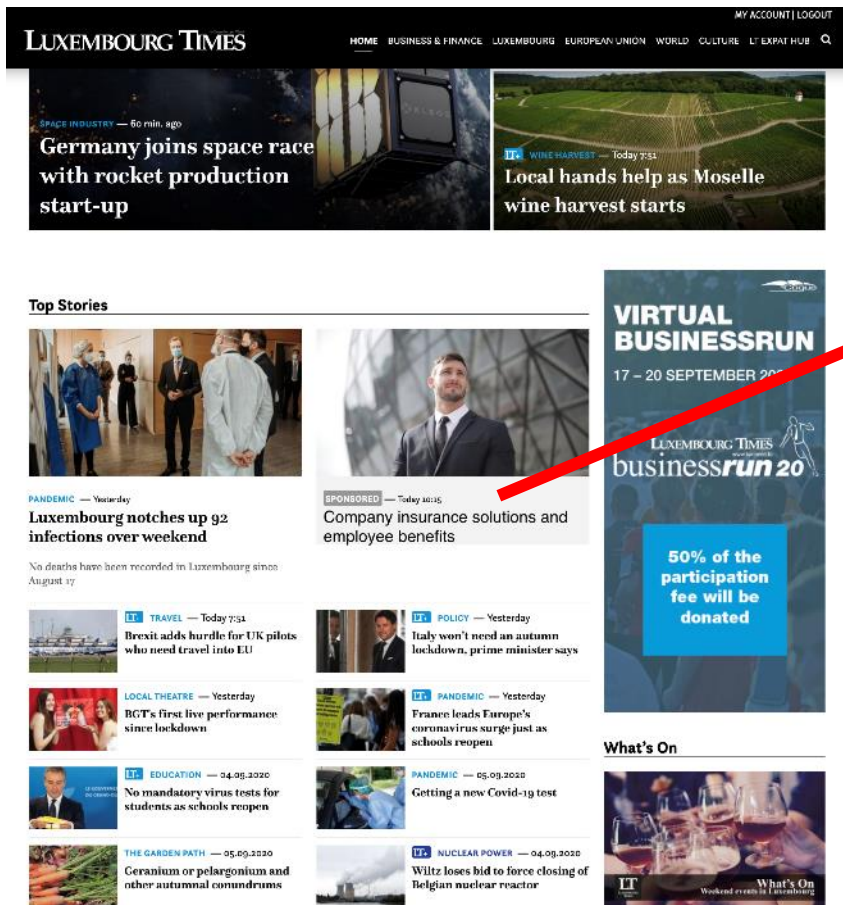 MY ACCOUNT | LOGOUT
LUXEMBOURG TIMES
HOME BUSINESS & FINANCE LUXEMBOURG EUROPEAN UNION WORLD CULTURE LT EXPAT HUB
SPACE INDUSTRY — 60 min. ago
Germany joins space race
with rocket production
start-up
LT+ WINE HARVEST — Today 7:51
Local hands help as Moselle
wine harvest starts
Top Stories
PANDEMIC — Yesterday
Luxembourg notches up 92
infections over weekend
No deaths have been recorded in Luxembourg since
August 17
SPONSORED — Today 10:15
Company insurance solutions and
employee benefits
LT+ TRAVEL — Today 7:51
Brexit adds hurdle for UK pilots
who need travel into EU
LT+ POLICY — Yesterday
Italy won't need an autumn
lockdown, prime minister says
LOCAL THEATRE — Yesterday
BGT's first live performance
since lockdown
LT+ PANDEMIC — Yesterday
France leads Europe's
coronavirus surge just as
schools reopen
LT+ EDUCATION — 04.09.2020
No mandatory virus tests for
students as schools reopen
PANDEMIC — 05.09.2020
Getting a new Covid-19 test
THE GARDEN PATH — 05.09.2020
Geranium or pelargonium and
other autumnal conundrums
LT+ NUCLEAR POWER — 04.09.2020
Wiltz loses bid to force closing of
Belgian nuclear reactor
VIRTUAL
BUSINESSRUN
17 – 20 SEPTEMBER
LUXEMBOURG TIMES
businessrun 20
50% of the
participation
fee will be
donated
What's On
LT
What's On
Weekend events in Luxembourg